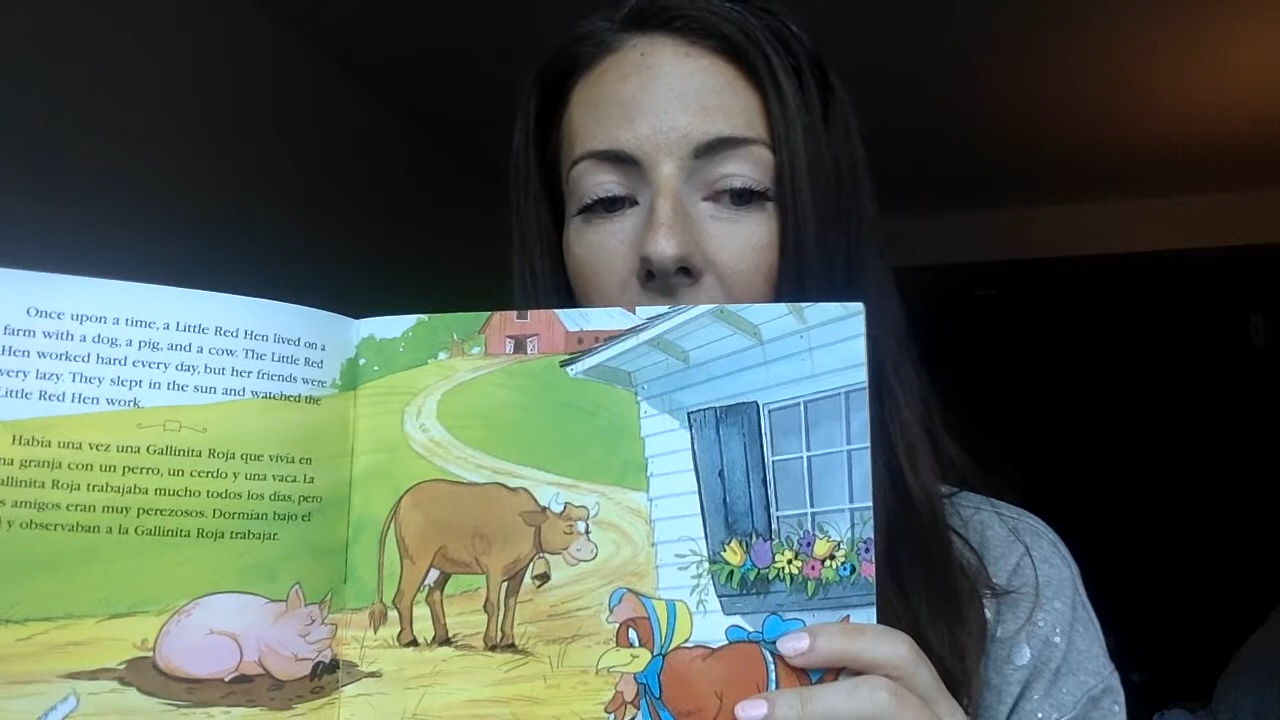 Once upon a time, a Little Red Hen lived on a
farm with a dog, a pig, and a cow. The Little Red
Hen worked hard every day, but her friends were
very lazy. They slept in the sun and watched the
Little Red Hen work.
Había una vez una Gallinita Roja que vivía en
na granja con un perro, un cerdo y una vaca. La
allinita Roja trabajaba mucho todos los días, pero
s amigos eran muy perezosos. Dormían bajo el
l y observaban a la Gallinita Roja trabajar.